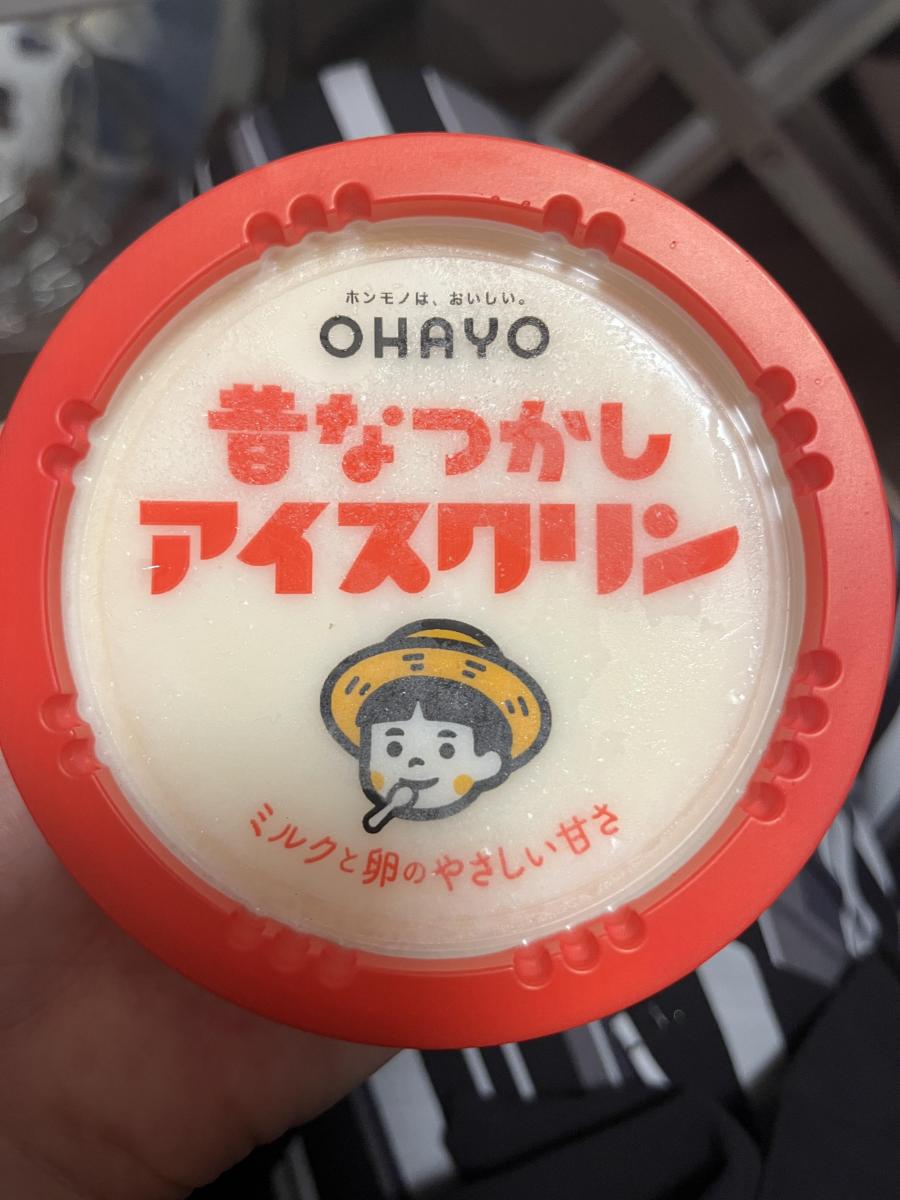 ホンモノは、おいしい。
OHAYO
昔なつかし
アイスクリン
ミルクと卵のやさしい甘さ